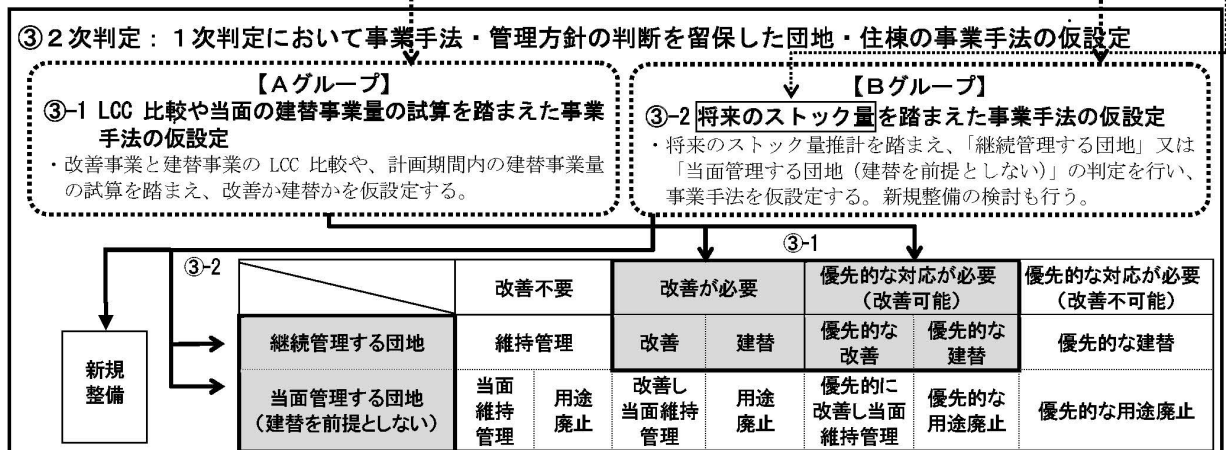 ③2次判定：1次判定において事業手法・管理方針の判断を留保した団地・住棟の事業手法の仮設定
【Aグループ】
③-1 LCC 比較や当面の建替事業量の試算を踏まえた事業
手法の仮設定
・改善事業と建替事業の LCC 比較や、計画期間内の建替事業量
の試算を踏まえ、改善か建替かを仮設定する。
【Bグループ】
③-2 将来のストック量を踏まえた事業手法の仮設定
・将来のストック量推計を踏まえ、「継続管理する団地」又は
「当面管理する団地（建替を前提としない）」の判定を行い、
事業手法を仮設定する。新規整備の検討も行う。
③-2
③-1
改善不要
改善が必要
優先的な対応が必要
（改善可能）
優先的な対応が必要
（改善不可能）
新規
整備
継続管理する団地
維持管理
改善
建替
優先的な
改善
優先的な
建替
優先的な建替
当面管理する団地
（建替を前提としない）
当面
維持
管理
用途
廃止
改善し
当面維持
管理
用途
廃止
優先的に
改善し当面
維持管理
優先的な
用途廃止
優先的な用途廃止